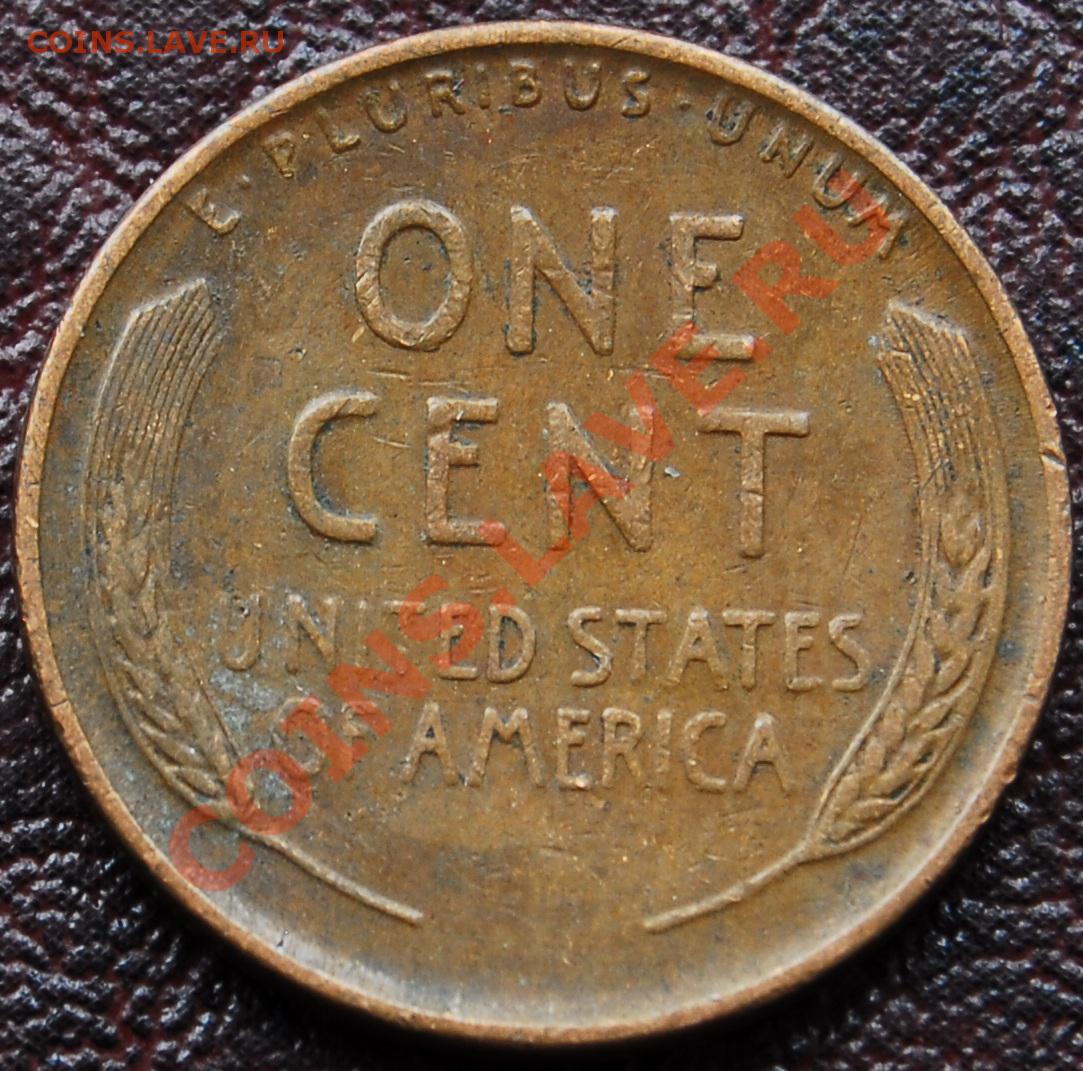 COINS.LAVE.RU
E·PLURIBUS·UNUM
ONE
CENT
UNITED STATES
OF AMERICA
COINS.LAVE.RU